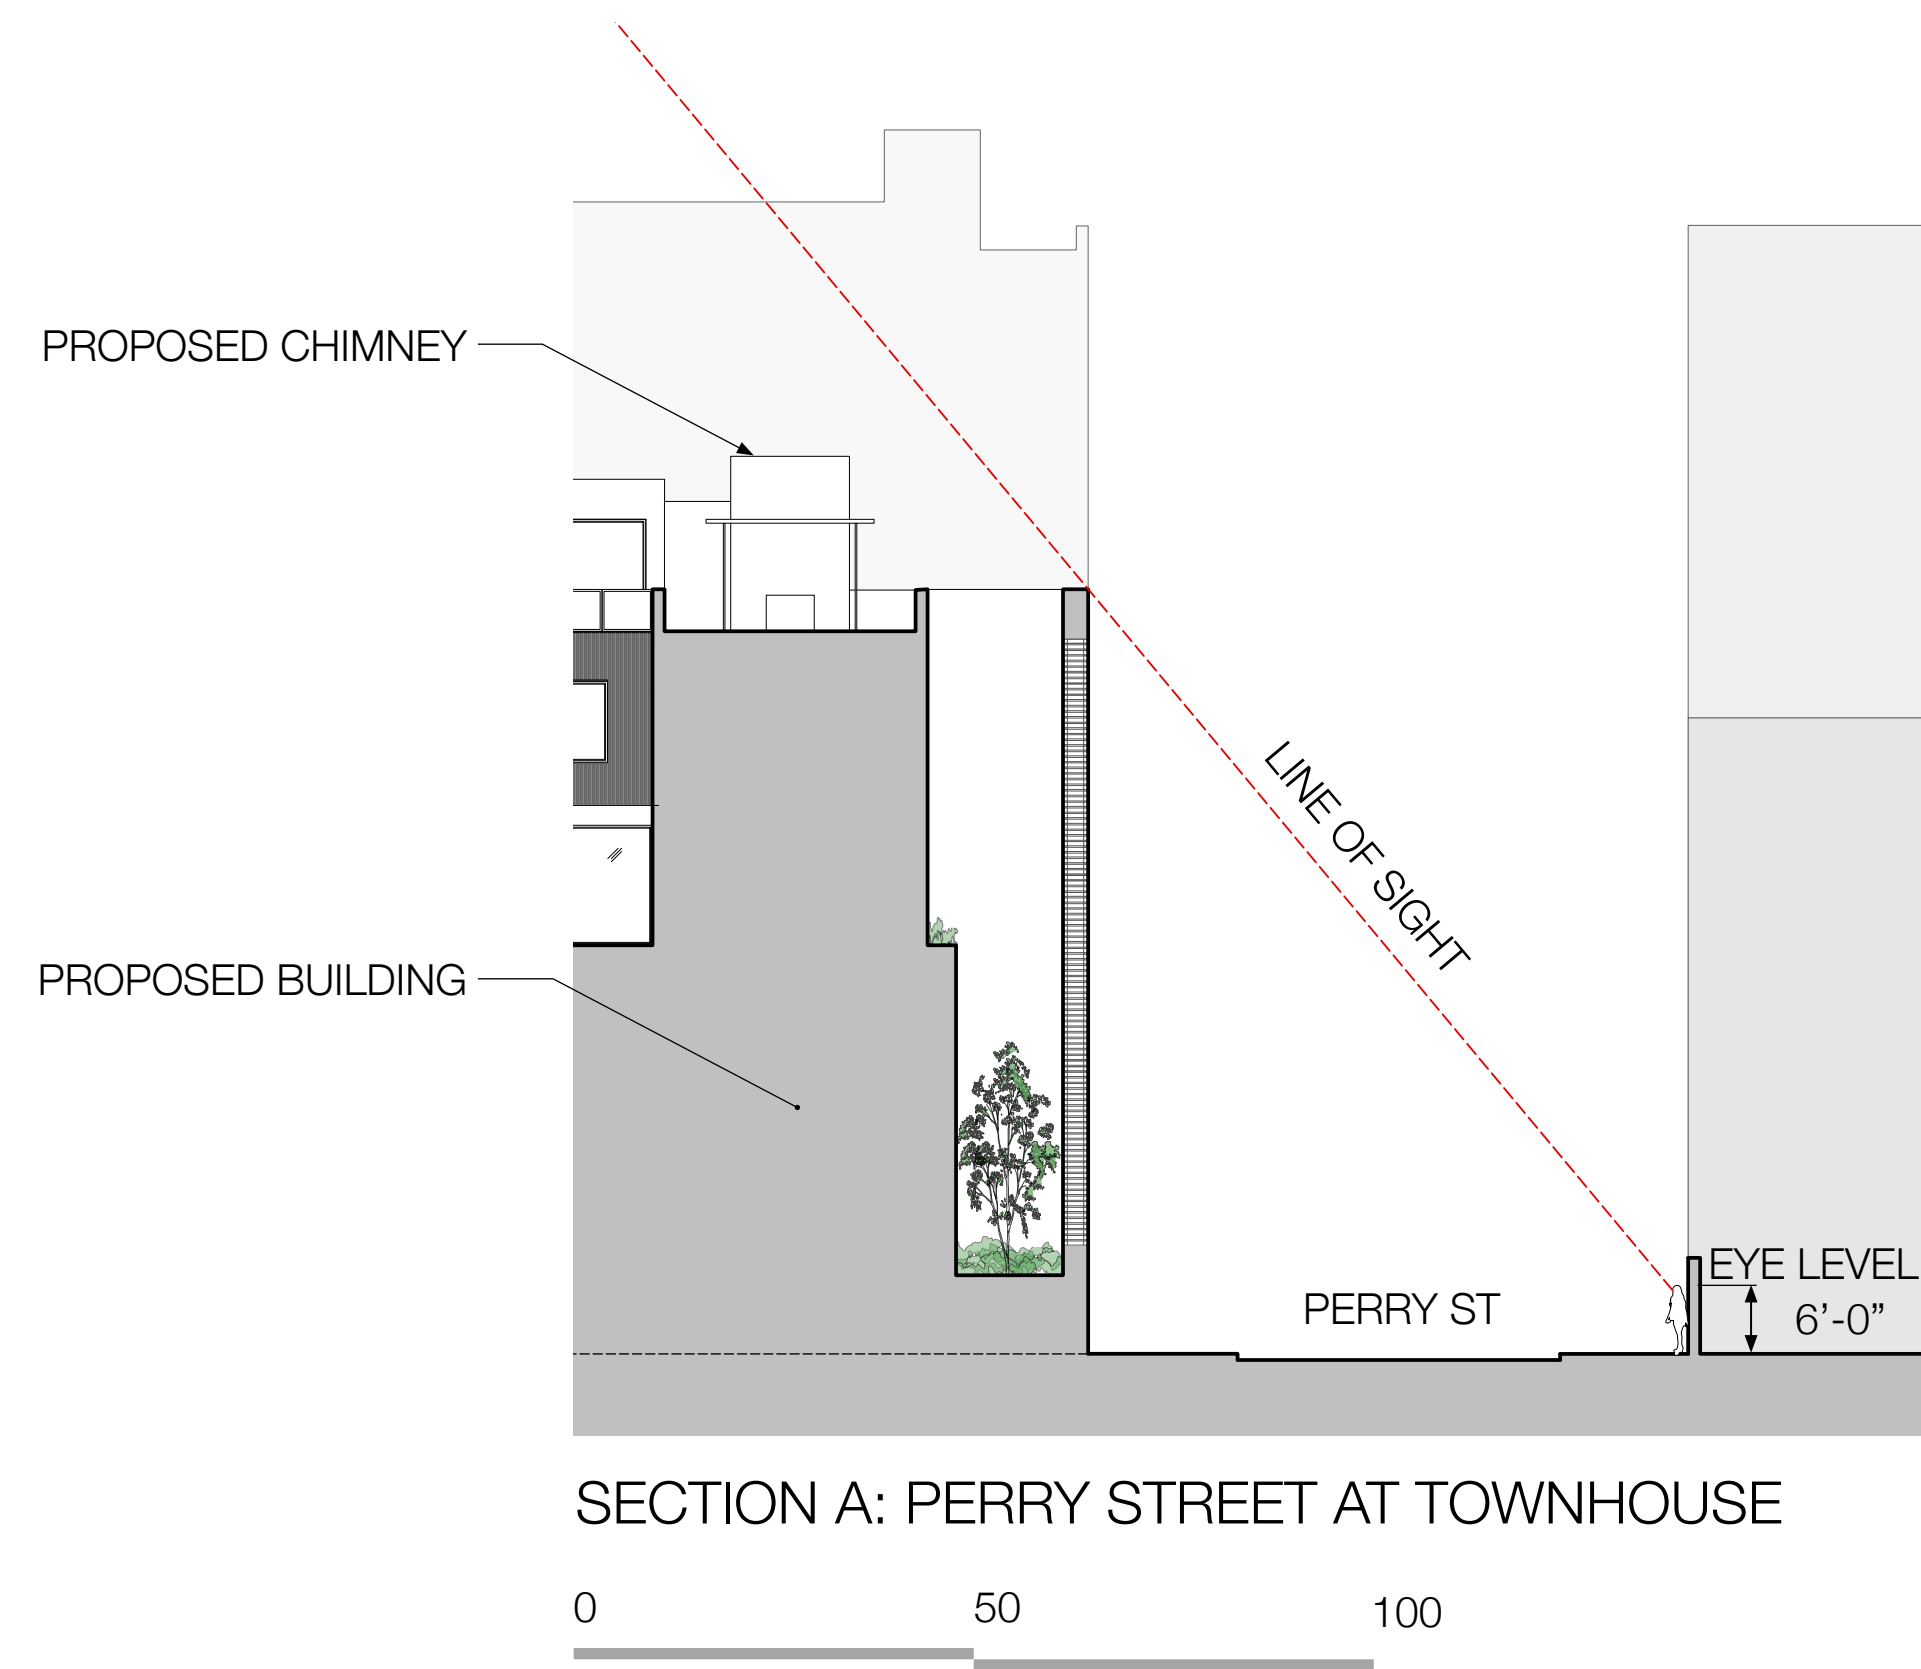 PROPOSED CHIMNEY
LINE OF SIGHT
PROPOSED BUILDING
EYE LEVEL
6’-0”
PERRY ST
SECTION A: PERRY STREET AT TOWNHOUSE
0 50 100